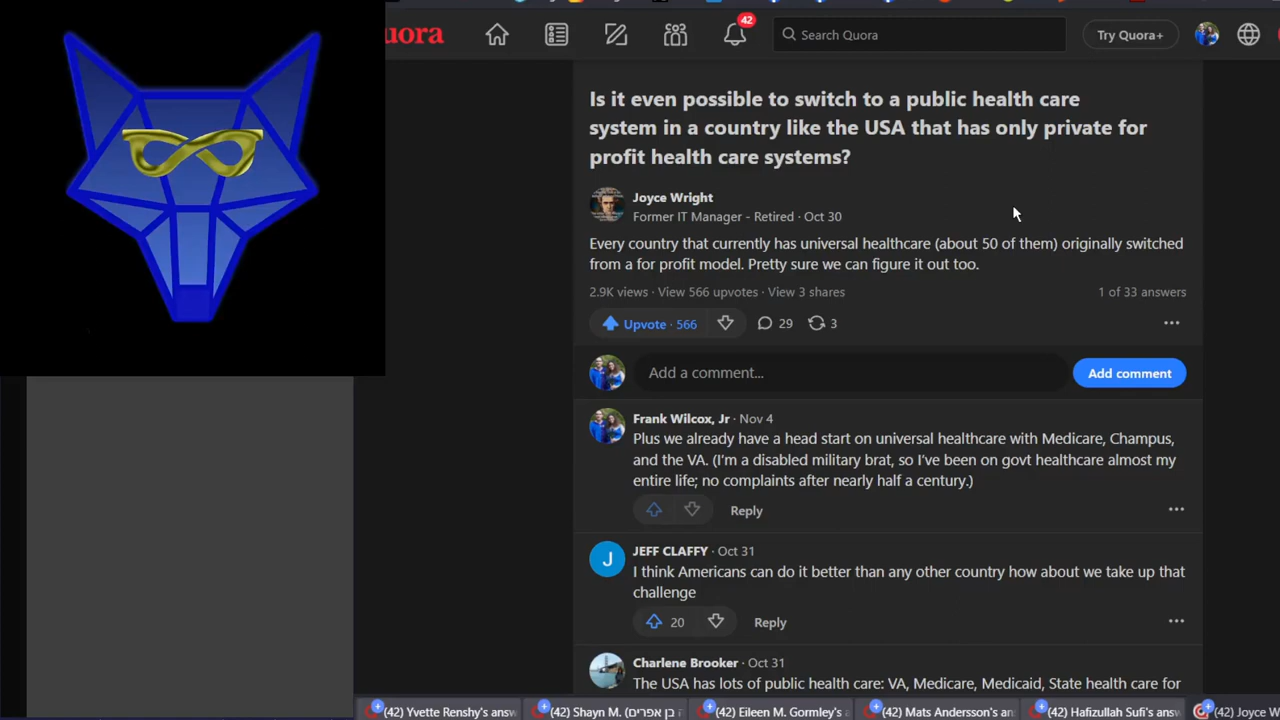 uora
42
Search Quora
Try Quora+
Is it even possible to switch to a public health care
system in a country like the USA that has only private for
profit health care systems?
Joyce Wright
Former IT Manager - Retired · Oct 30
Every country that currently has universal healthcare (about 50 of them) originally switched
from a for profit model. Pretty sure we can figure it out too.
2.9K views · View 566 upvotes · View 3 shares
1 of 33 answers
Upvote · 566
29
3
Add a comment...
Add comment
Frank Wilcox, Jr · Nov 4
Plus we already have a head start on universal healthcare with Medicare, Champus,
and the VA. (I'm a disabled military brat, so I've been on govt healthcare almost my
entire life; no complaints after nearly half a century.)
Reply
J
JEFF CLAFFY · Oct 31
I think Americans can do it better than any other country how about we take up that
challenge
20
Reply
Charlene Brooker · Oct 31
The USA has lots of public health care: VA, Medicare, Medicaid, State health care for
(42) Yvette Renshy's answ
(42) Shayn M. (בן אפרים ה
(42) Eileen M. Gormley's a
(42) Mats Andersson's an
(42) Hafizullah Sufi's answ
(42) Joyce W